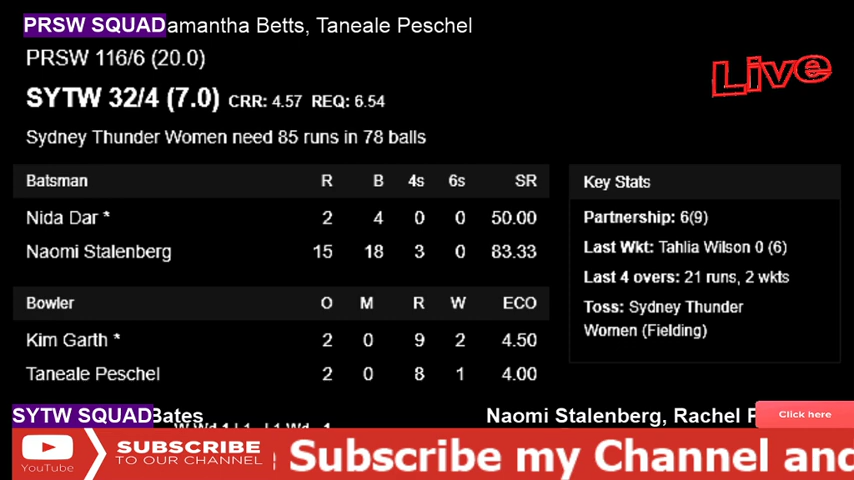 PRSW SQUAD amantha Betts, Taneale Peschel
PRSW 116/6 (20.0)
Live
SYTW 32/4 (7.0) CRR: 4.57 REQ: 6.54
Sydney Thunder Women need 85 runs in 78 balls
Batsman R B 4s 6s SR
Nida Dar * 2 4 0 0 50.00
Naomi Stalenberg 15 18 3 0 83.33
Bowler O M R W ECO
Kim Garth * 2 0 9 2 4.50
Taneale Peschel 2 0 8 1 4.00
Key Stats
Partnership: 6(9)
Last Wkt: Tahlia Wilson 0 (6)
Last 4 overs: 21 runs, 2 wkts
Toss: Sydney Thunder
Women (Fielding)
SYTW SQUAD Bates Naomi Stalenberg, Rachel
Click here
YouTube
SUBSCRIBE
TO OUR CHANNEL
Subscribe my Channel and